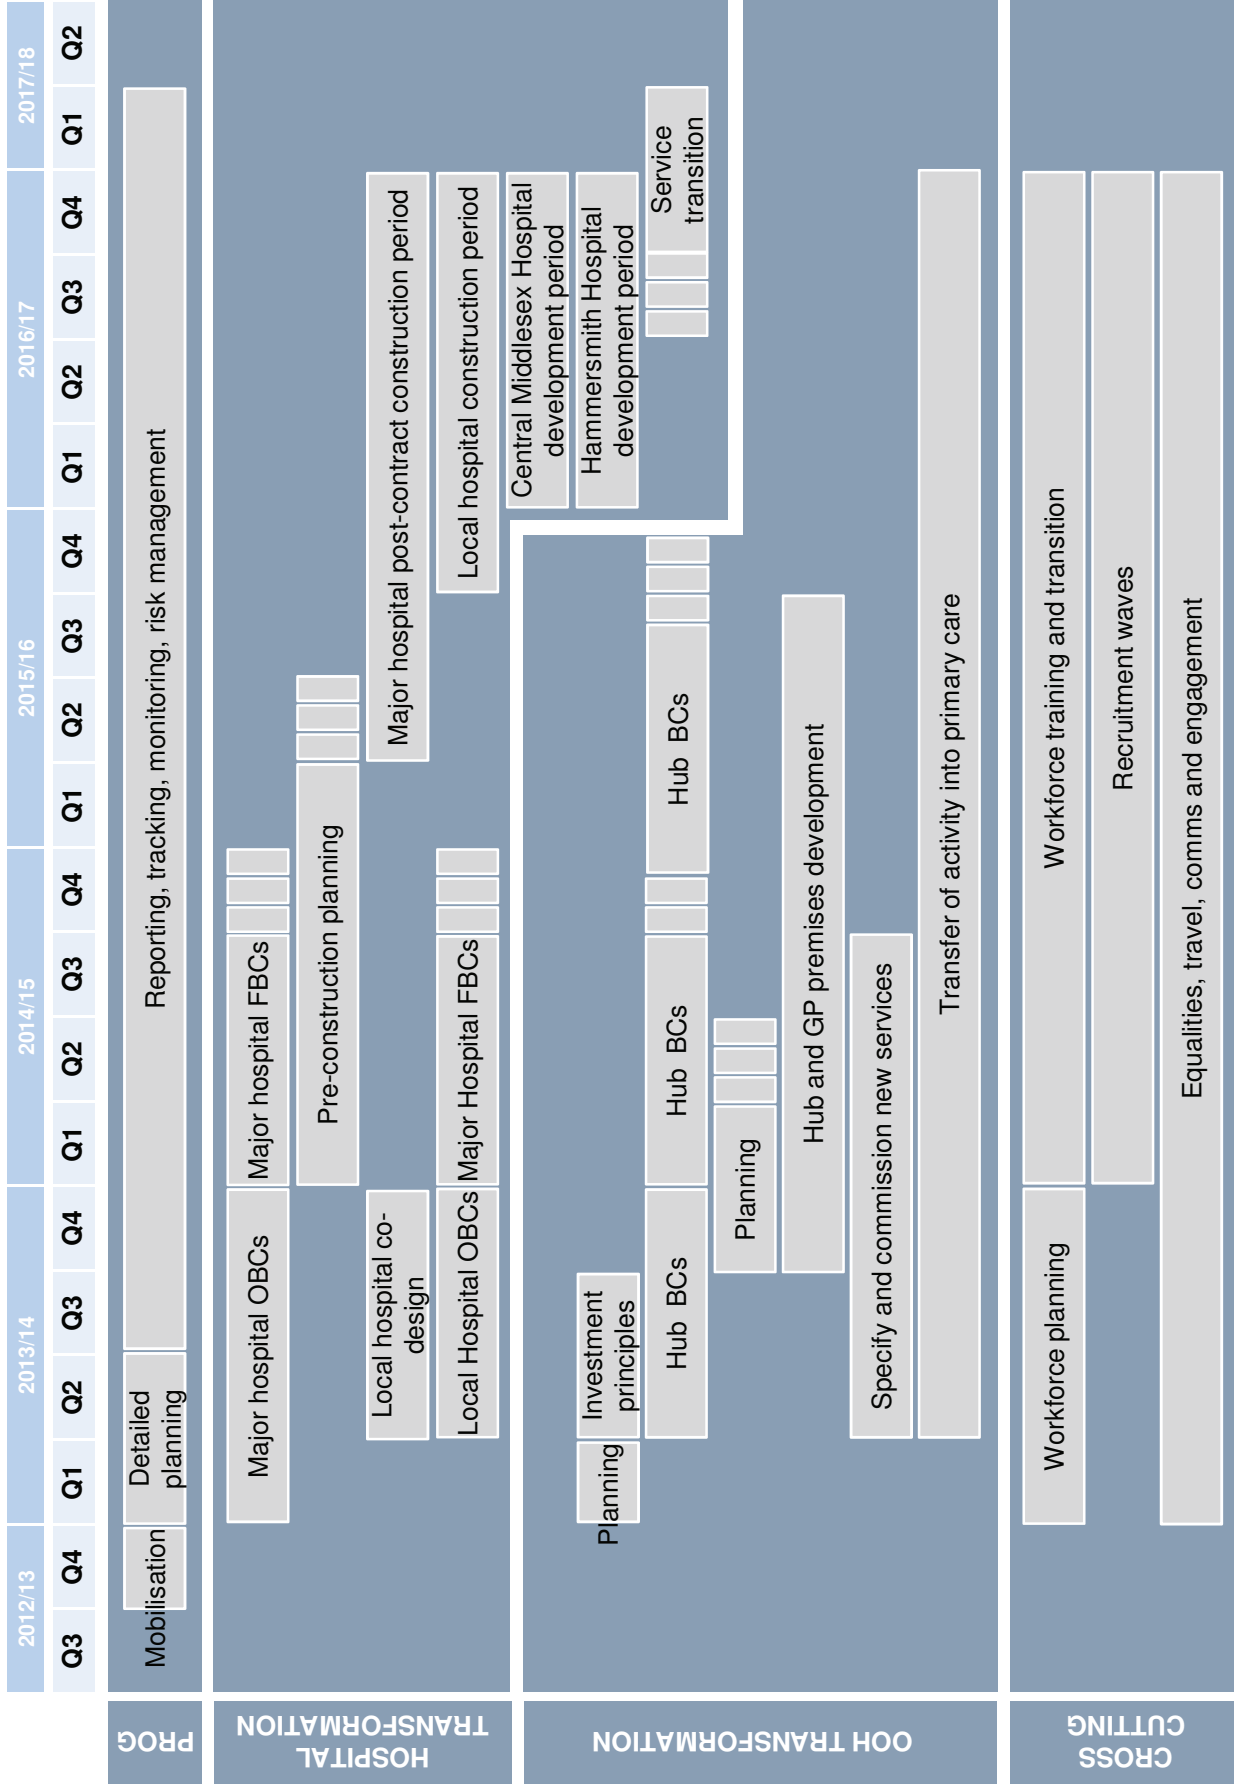 2012/13
2013/14
2014/15
2015/16
2016/17
2017/18
Q3
Q4
Q1
Q2
Q3
Q4
Q1
Q2
Q3
Q4
Q1
Q2
Q3
Q4
Q1
Q2
Q3
Q4
Q1
Q2
PROG
Mobilisation
Detailed
planning
Reporting, tracking, monitoring, risk management
HOSPITAL
TRANSFORMATION
Major hospital OBCs
Major hospital FBCs
Pre-construction planning
Local hospital co-
design
Major hospital post-contract construction period
Local Hospital OBCs
Major Hospital FBCs
Local hospital construction period
Central Middlesex Hospital
development period
Hammersmith Hospital
development period
Service
transition
OOH TRANSFORMATION
Planning
Investment
principles
Hub BCs
Hub BCs
Hub BCs
Planning
Hub and GP premises development
Specify and commission new services
Transfer of activity into primary care
CROSS
CUTTING
Workforce planning
Workforce training and transition
Recruitment waves
Equalities, travel, comms and engagement